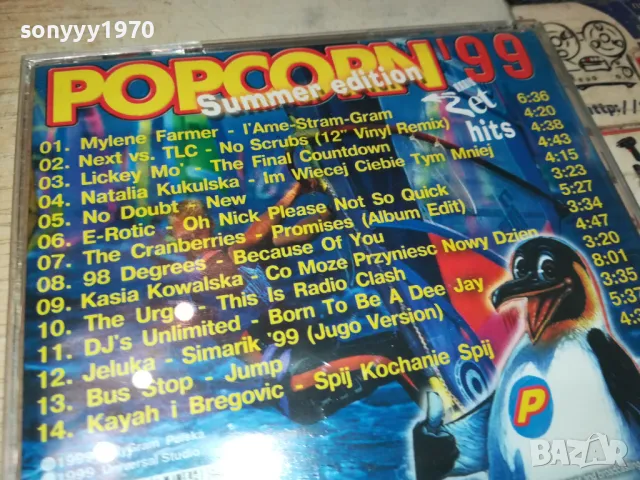 sonyyy1970
POPCORN '99
Summer edition
Zet
hits
01. Mylene Farmer - l'Ame-Stram-Gram 6:36
02. Next vs. TLC - No Scrubs (12" Vinyl Remix) 4:20
03. Lickey Mo' - The Final Countdown 4:38
04. Natalia Kukulska - Im Wiecej Ciebie Tym Mniej 4:43
05. No Doubt - New 4:15
06. E-Rotic - Oh Nick Please Not So Quick 3:23
07. The Cranberries - Promises (Album Edit) 5:27
08. 98 Degrees - Because Of You 3:34
09. Kasia Kowalska - Co Moze Przyniesc Nowy Dzien 4:47
10. The Urge - This Is Radio Clash 3:20
11. DJ's Unlimited - Born To Be A Dee Jay 8:01
12. Jeluka - Simarik '99 (Jugo Version) 3:35
13. Bus Stop - Jump
14. Kayah i Bregovic - Spij Kochanie Spij
P
Polska
1999 Universal Studio
http:/
BAZAR
bg